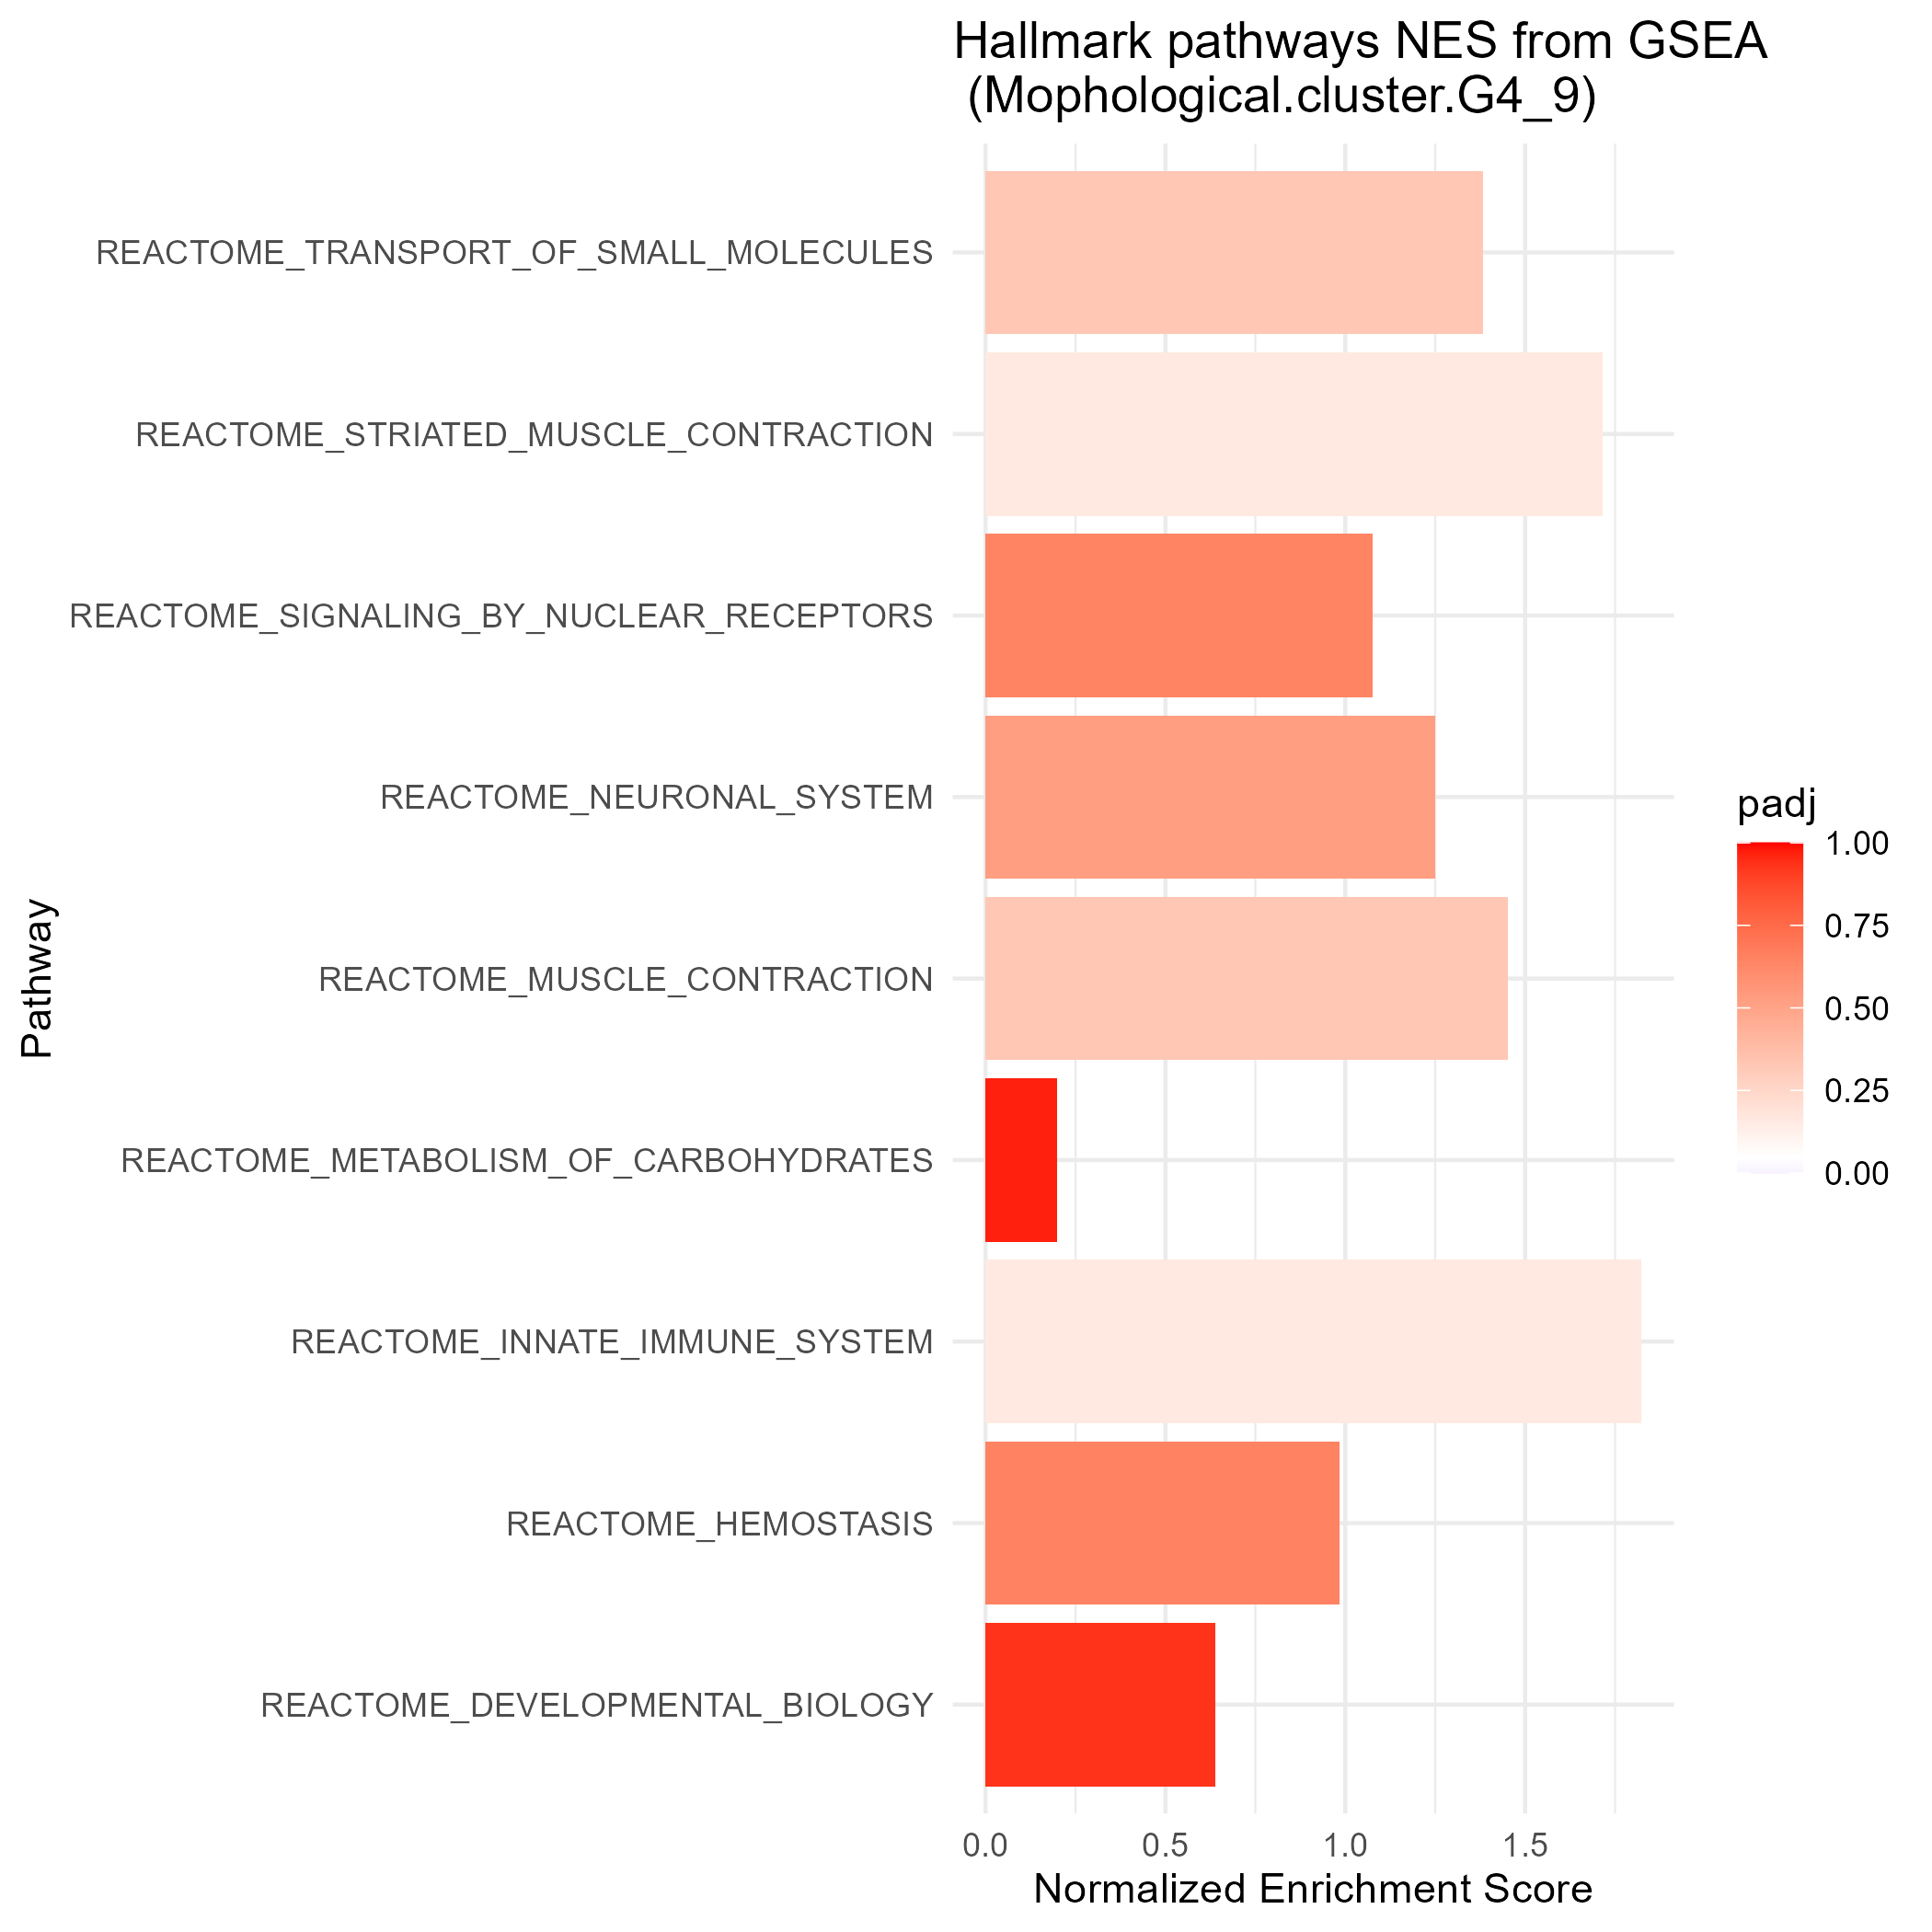 Hallmark pathways NES from GSEA
(Mophological.cluster.G4_9)
REACTOME_TRANSPORT_OF_SMALL_MOLECULES
REACTOME_STRIATED_MUSCLE_CONTRACTION
REACTOME_SIGNALING_BY_NUCLEAR_RECEPTORS
REACTOME_NEURONAL_SYSTEM
REACTOME_MUSCLE_CONTRACTION
REACTOME_METABOLISM_OF_CARBOHYDRATES
REACTOME_INNATE_IMMUNE_SYSTEM
REACTOME_HEMOSTASIS
REACTOME_DEVELOPMENTAL_BIOLOGY
Pathway
0.0
0.5
1.0
1.5
Normalized Enrichment Score
padj
1.00
0.75
0.50
0.25
0.00